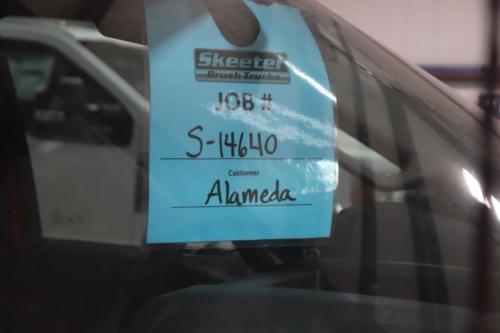 Skeeter
Brush Trucks
JOB #
S-14640
Customer
Alameda